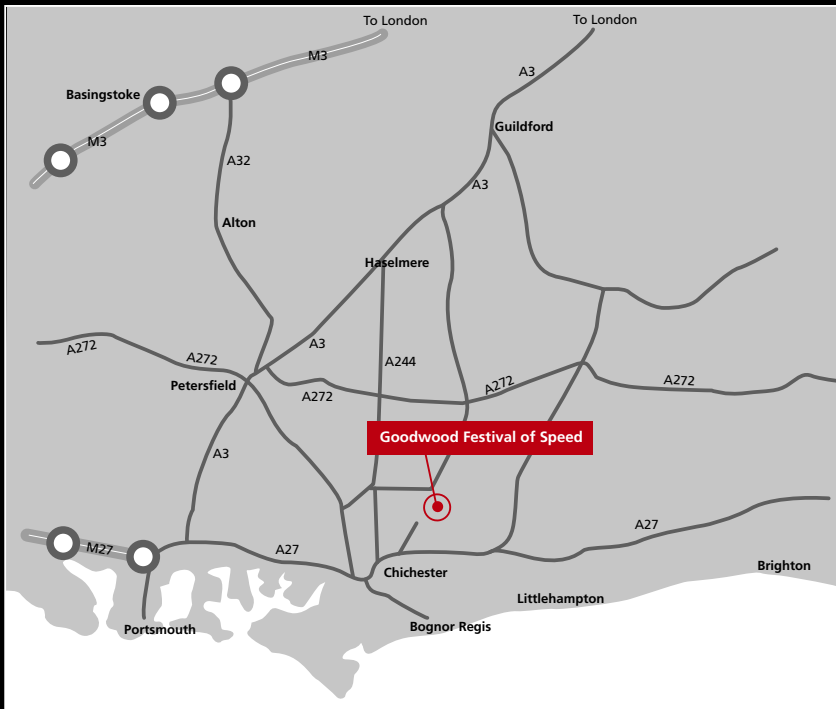 To London
To London
M3
A3
Basingstoke
Guildford
M3
A32
A3
Alton
Haselmere
A272
A272
A3
A244
Petersfield
A272
A272
A272
Goodwood Festival of Speed
A3
A27
M27
A27
Chichester
Brighton
Littlehampton
Portsmouth
Bognor Regis